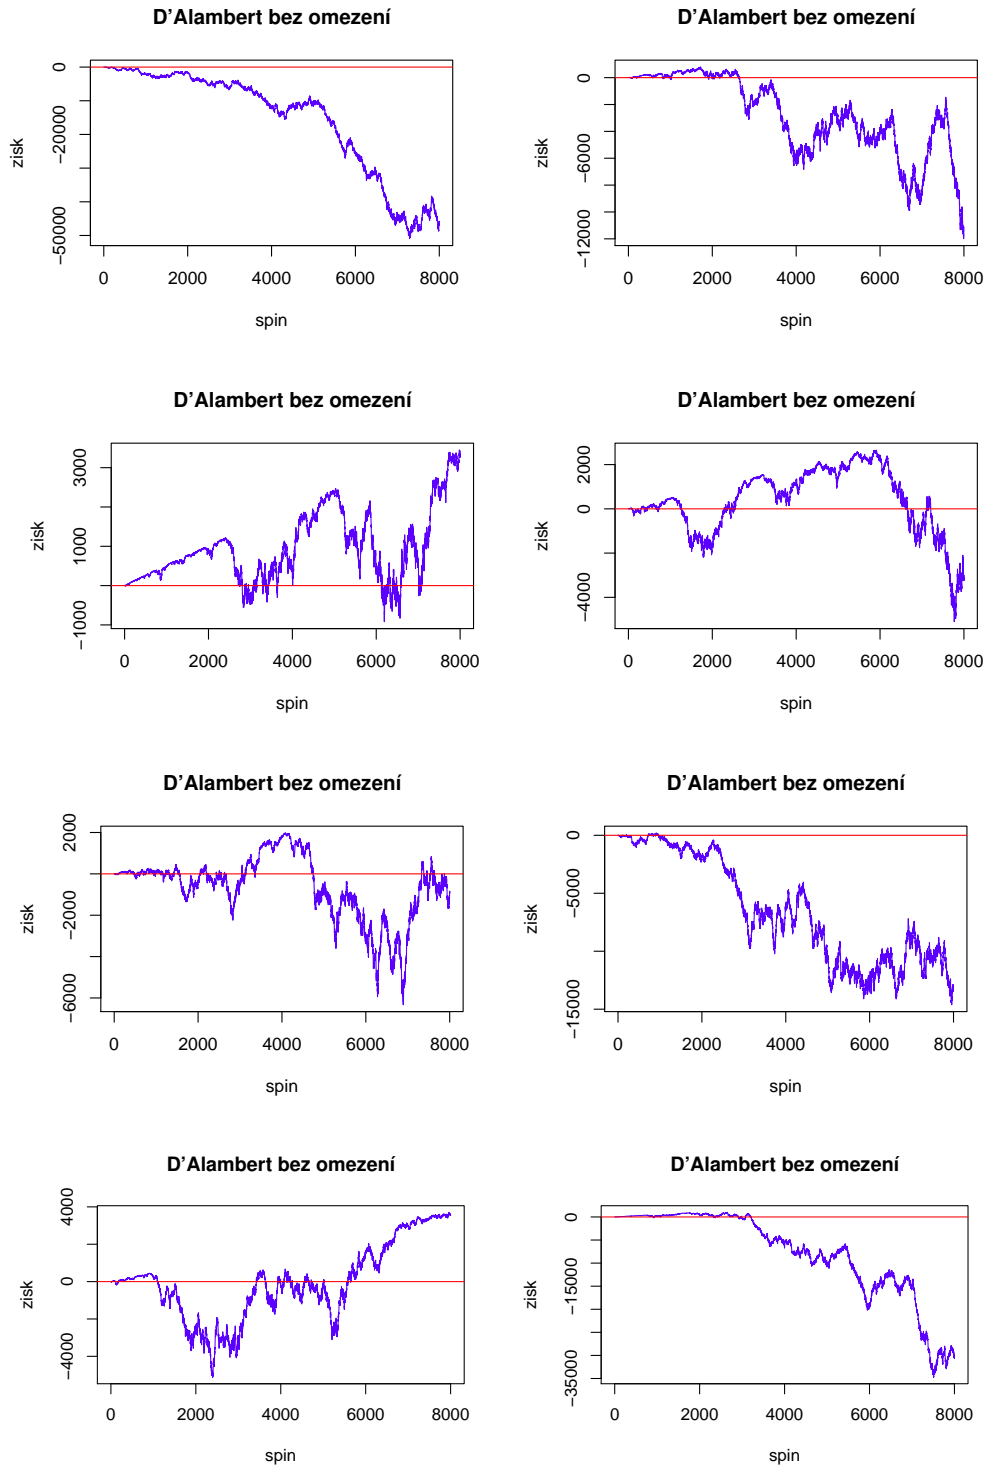 D’Alambert bez omezení
zisk
0
−20000
−50000
0 2000 4000 6000 8000
spin
D’Alambert bez omezení
zisk
0
−6000
−12000
0 2000 4000 6000 8000
spin
D’Alambert bez omezení
zisk
3000
1000
−1000
0 2000 4000 6000 8000
spin
D’Alambert bez omezení
zisk
2000
0
−4000
0 2000 4000 6000 8000
spin
D’Alambert bez omezení
zisk
2000
−2000
−6000
0 2000 4000 6000 8000
spin
D’Alambert bez omezení
zisk
0
−5000
−15000
0 2000 4000 6000 8000
spin
D’Alambert bez omezení
zisk
4000
0
−4000
0 2000 4000 6000 8000
spin
D’Alambert bez omezení
zisk
0
−15000
−35000
0 2000 4000 6000 8000
spin